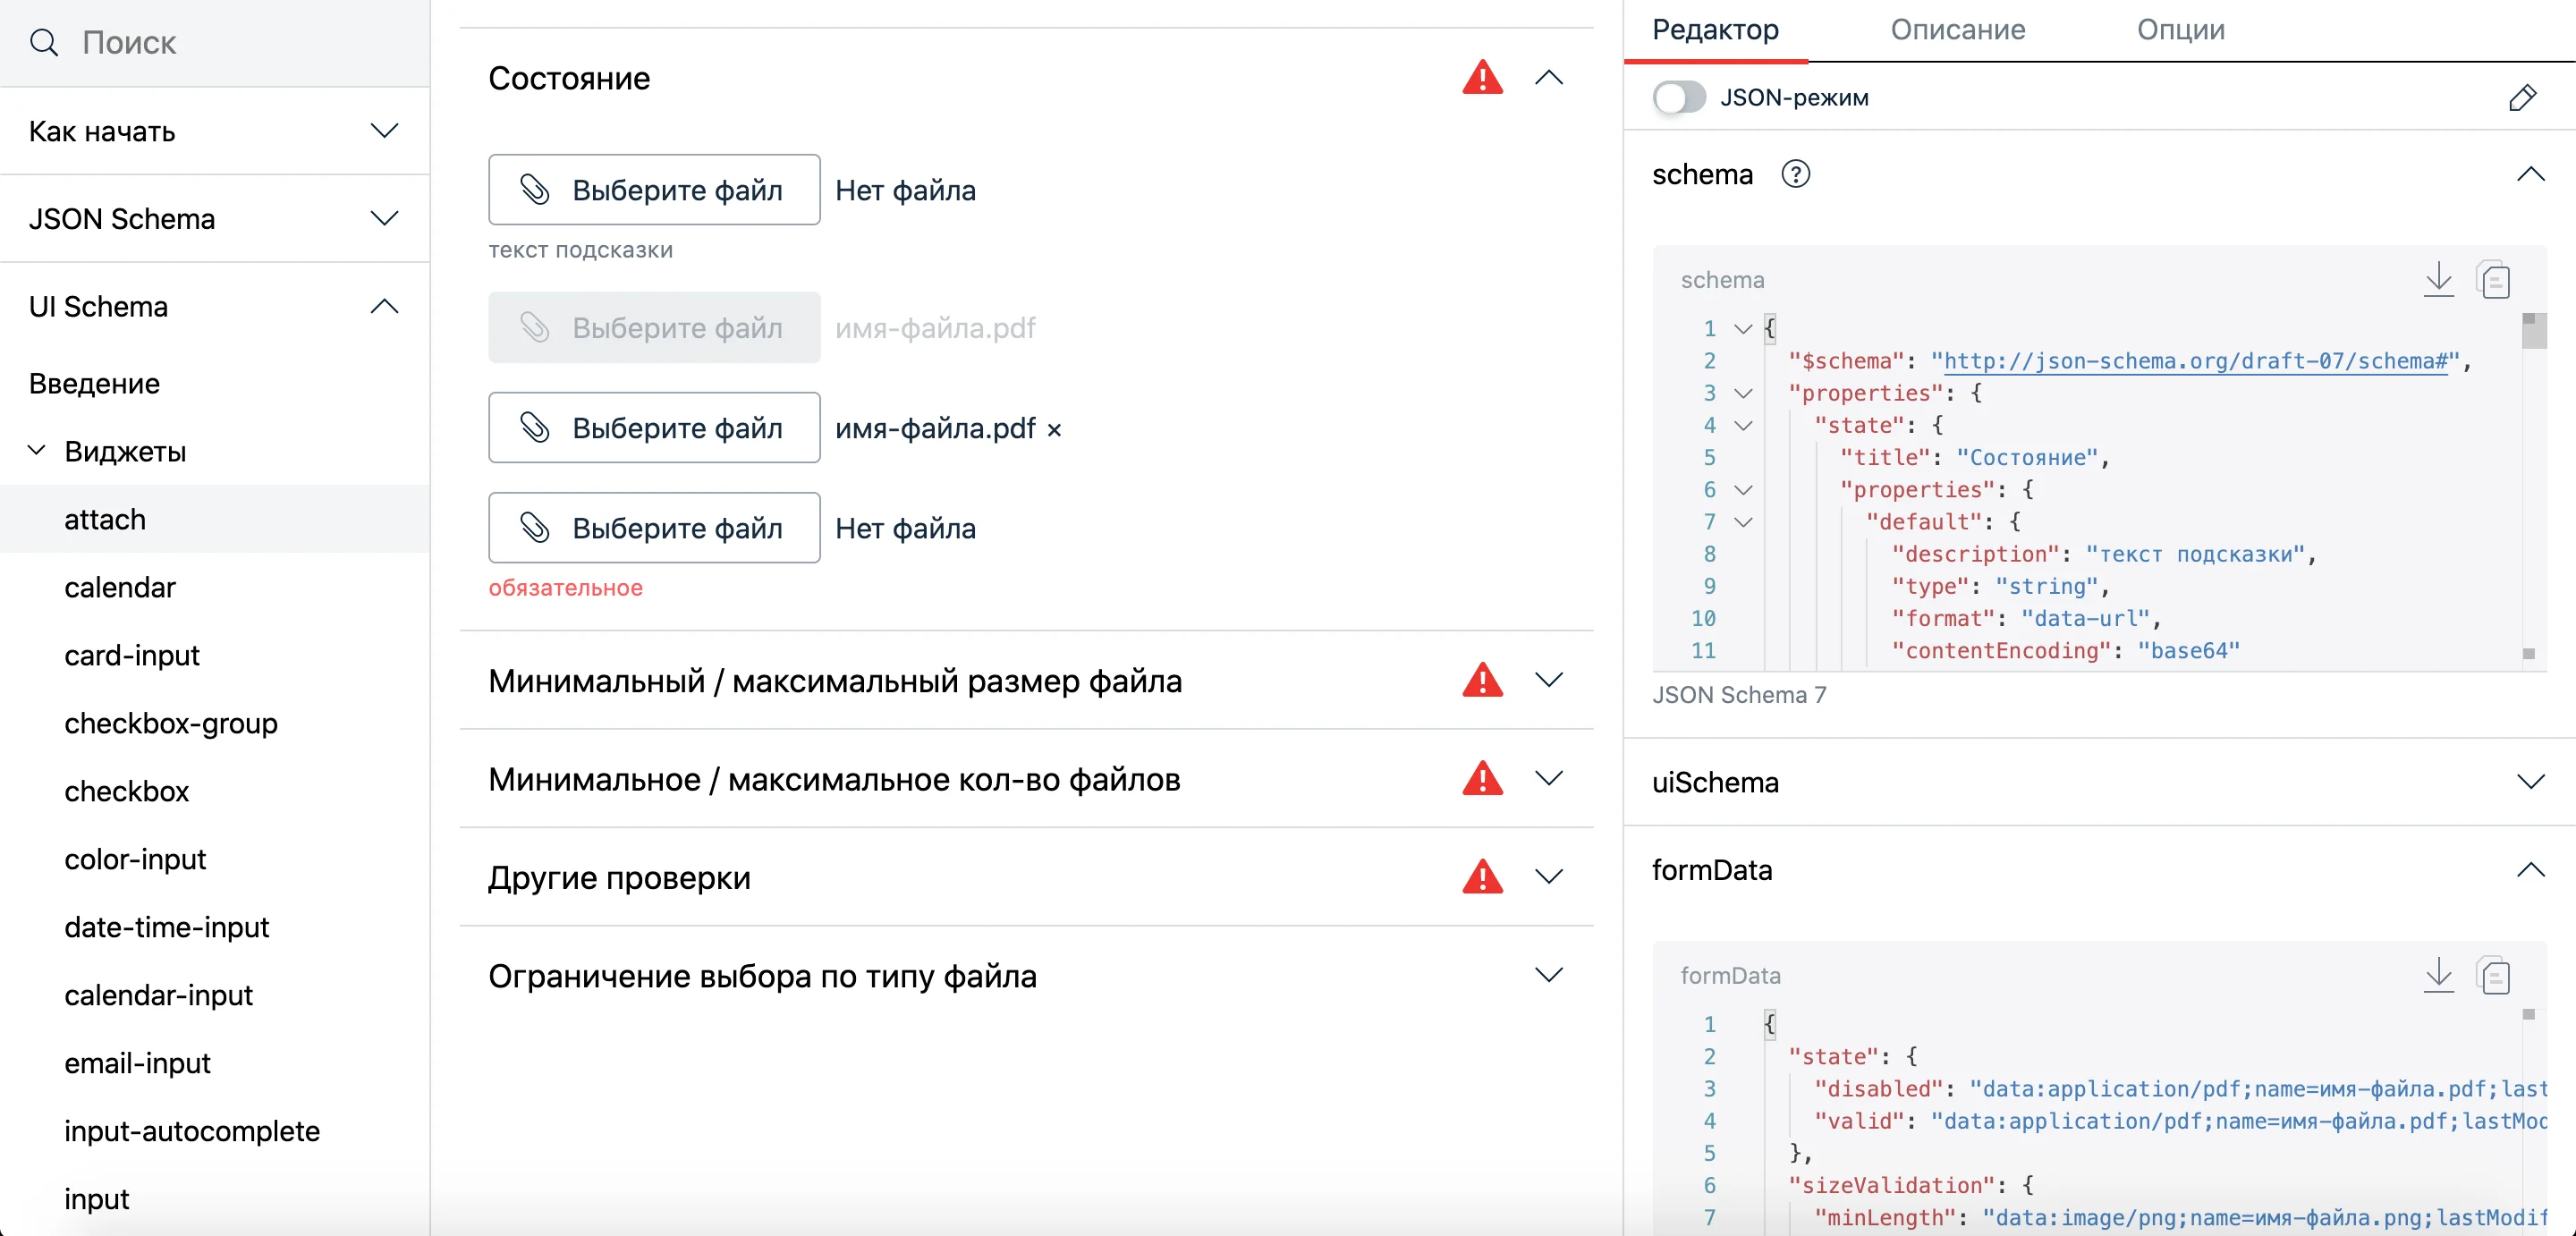 Поиск
Как начать
JSON Schema
UI Schema
Введение
Виджеты
attach
calendar
card-input
checkbox-group
checkbox
color-input
date-time-input
calendar-input
email-input
input-autocomplete
input
Состояние
Выберите файл Нет файла
текст подсказки
Выберите файл имя-файла.pdf
Выберите файл имя-файла.pdf ×
Выберите файл Нет файла
обязательное
Минимальный / максимальный размер файла
Минимальное / максимальное кол-во файлов
Другие проверки
Ограничение выбора по типу файла
Редактор Описание Опции
JSON-режим
schema ?
schema
1 {
2 "$schema": "http://json-schema.org/draft-07/schema#",
3 "properties": {
4 "state": {
5 "title": "Состояние",
6 "properties": {
7 "default": {
8 "description": "текст подсказки",
9 "type": "string",
10 "format": "data-url",
11 "contentEncoding": "base64"
JSON Schema 7
uiSchema
formData
formData
1 {
2 "state": {
3 "disabled": "data:application/pdf;name=имя-файла.pdf;last
4 "valid": "data:application/pdf;name=имя-файла.pdf;lastMod
5 },
6 "sizeValidation": {
7 "minLength": "data:image/png;name=имя-файла.png;lastModif